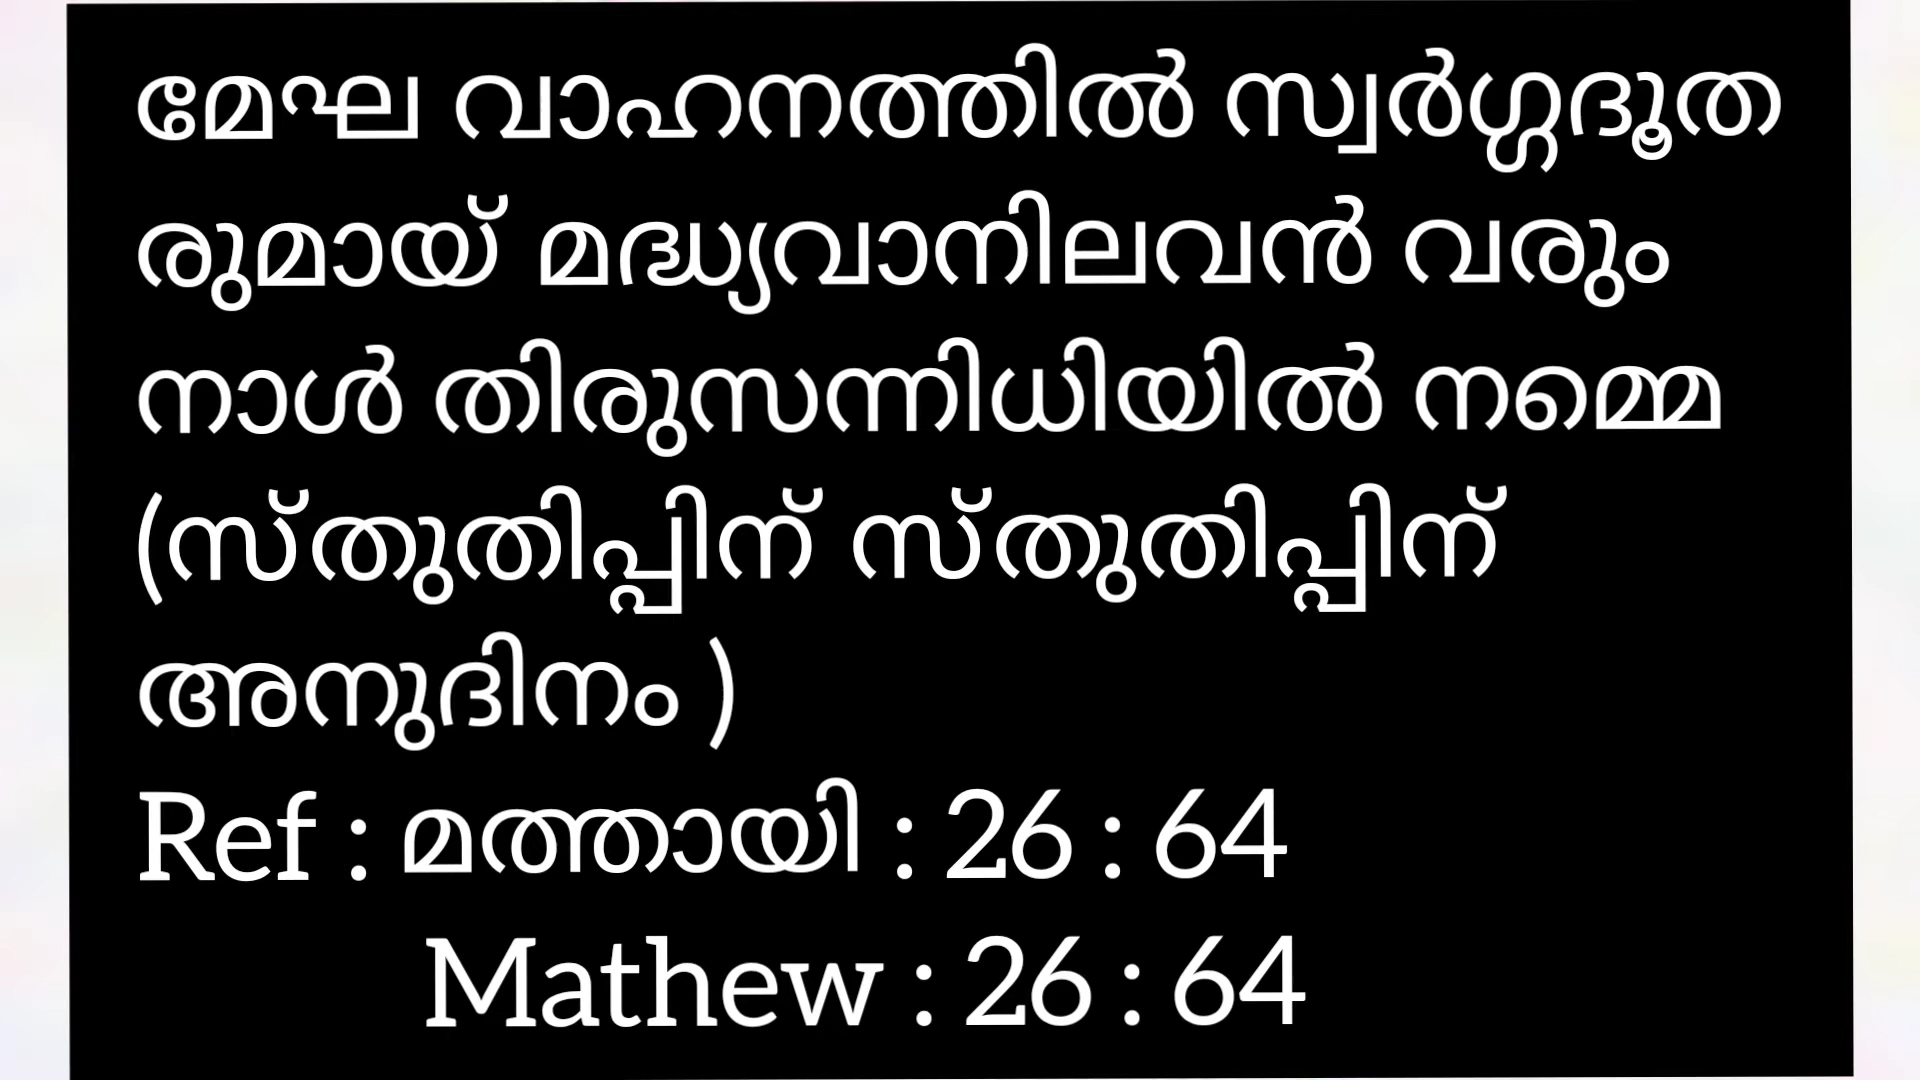 മേഘ വാഹനത്തിൽ സ്വർഗ്ഗദൂത
രുമായ് മദ്ധ്യവാനിലവൻ വരും
നാൾ തിരുസന്നിധിയിൽ നമ്മെ
(സ്തുതിപ്പിന് സ്തുതിപ്പിന്
അനുദിനം )
Ref : മത്തായി : 26 : 64
Mathew : 26 : 64